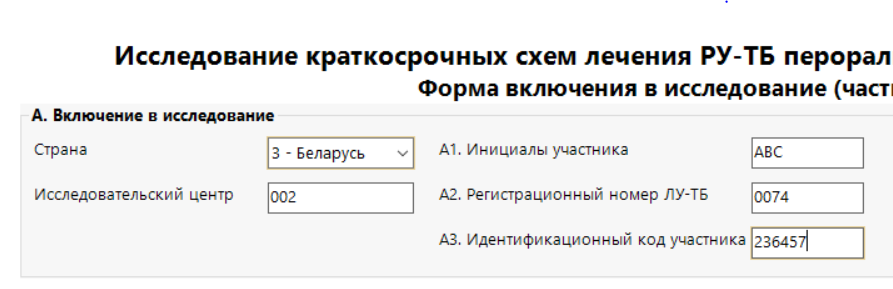 Исследование краткосрочных схем лечения РУ-ТБ перорал
Форма включения в исследование (част
А. Включение в исследование
Страна 3 - Беларусь А1. Инициалы участника ABC
Исследовательский центр 002 А2. Регистрационный номер ЛУ-ТБ 0074
А3. Идентификационный код участника 236457